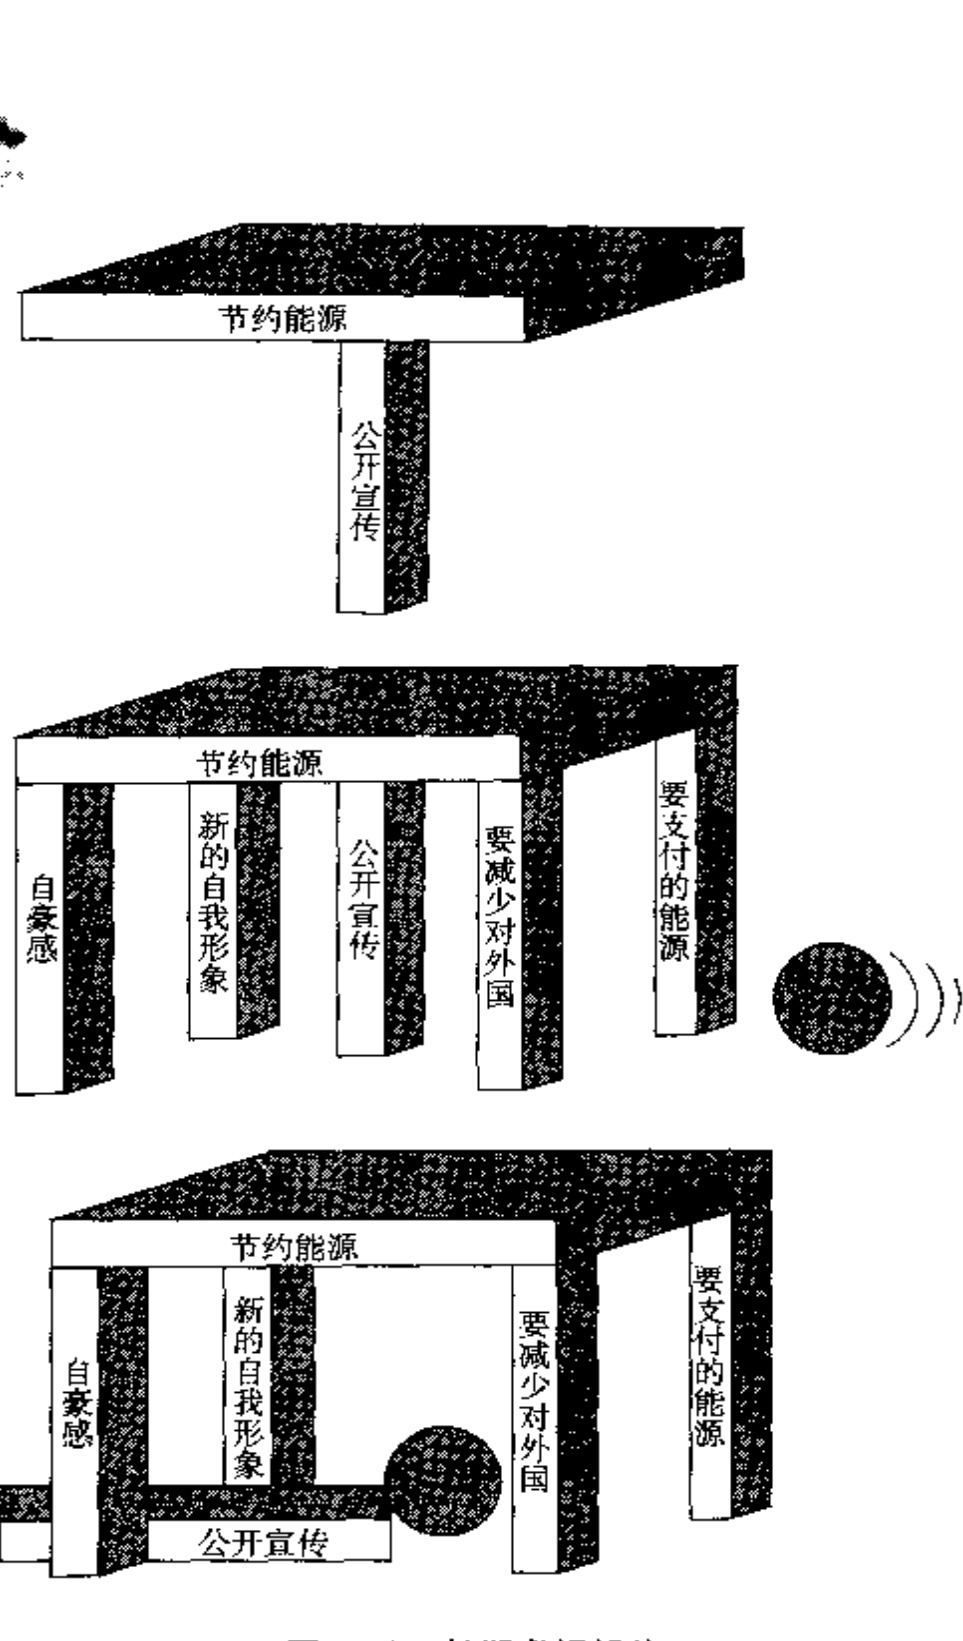 节约能源
公开宣传
节约能源
自豪感
新的自我形象
公开宣传
要减少对外国
要支付的能源
节约能源
自豪感
新的自我形象
要减少对外国
要支付的能源
公开宣传